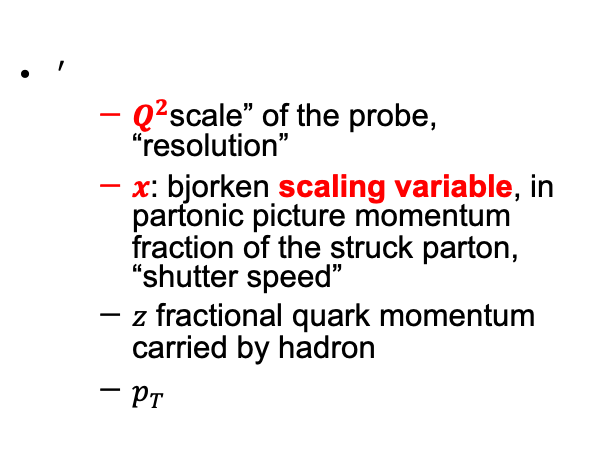 • ′
– Q²scale” of the probe,
“resolution”
– x: bjorken scaling variable, in
partonic picture momentum
fraction of the struck parton,
“shutter speed”
– z fractional quark momentum
carried by hadron
– p_T